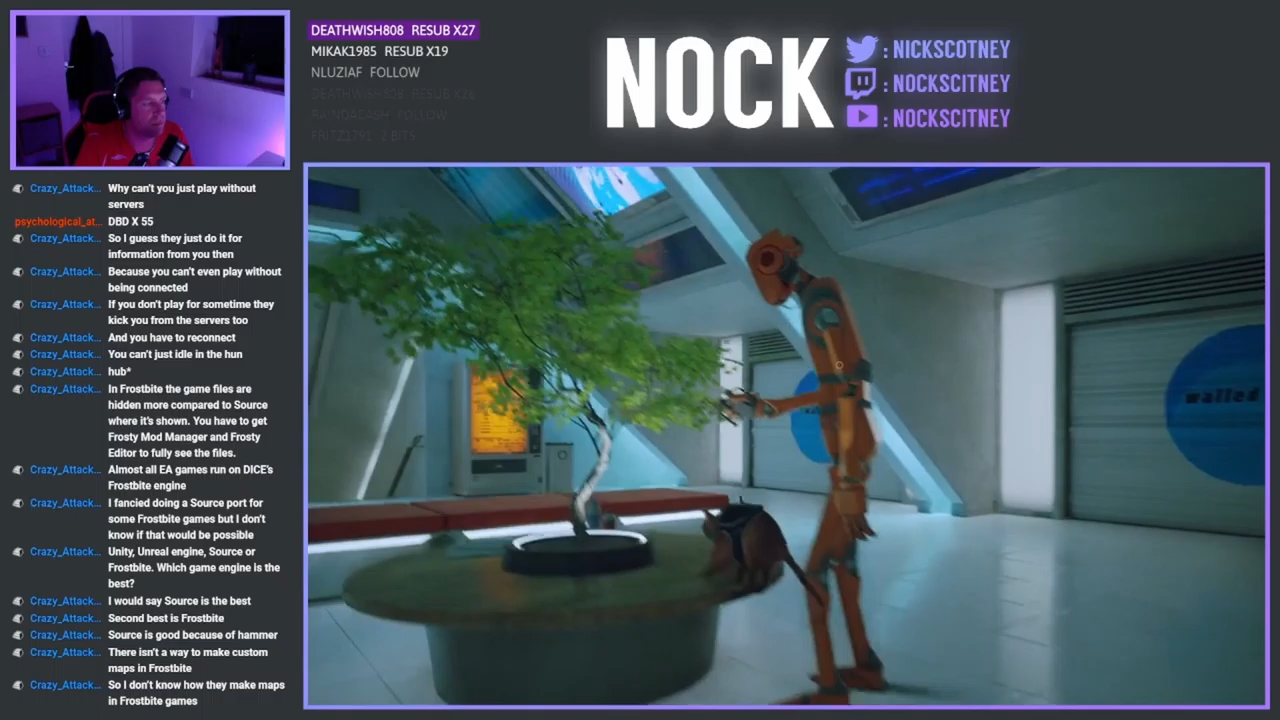 DEATHWISH808 RESUB X27
MIKAK1985 RESUB X19
NLUZIAF FOLLOW
DEATHWISH808 RESUB X26
RAINDACASH FOLLOW
FRITZ1791 2 BITS
NOCK
: NICKSCOTNEY
: NOCKSCITNEY
: NOCKSCITNEY
Crazy_Attack... Why can't you just play without
servers
psychological_at... DBD X 55
Crazy_Attack... So I guess they just do it for
information from you then
Crazy_Attack... Because you can't even play without
being connected
Crazy_Attack... If you don't play for sometime they
kick you from the servers too
Crazy_Attack... And you have to reconnect
Crazy_Attack... You can't just idle in the hun
Crazy_Attack... hub*
Crazy_Attack... In Frostbite the game files are
hidden more compared to Source
where it's shown. You have to get
Frosty Mod Manager and Frosty
Editor to fully see the files.
Crazy_Attack... Almost all EA games run on DICE's
Frostbite engine
Crazy_Attack... I fancied doing a Source port for
some Frostbite games but I don't
know if that would be possible
Crazy_Attack... Unity, Unreal engine, Source or
Frostbite. Which game engine is the
best?
Crazy_Attack... I would say Source is the best
Crazy_Attack... Second best is Frostbite
Crazy_Attack... Source is good because of hammer
Crazy_Attack... There isn't a way to make custom
maps in Frostbite
Crazy_Attack... So I don't know how they make maps
in Frostbite games
walled